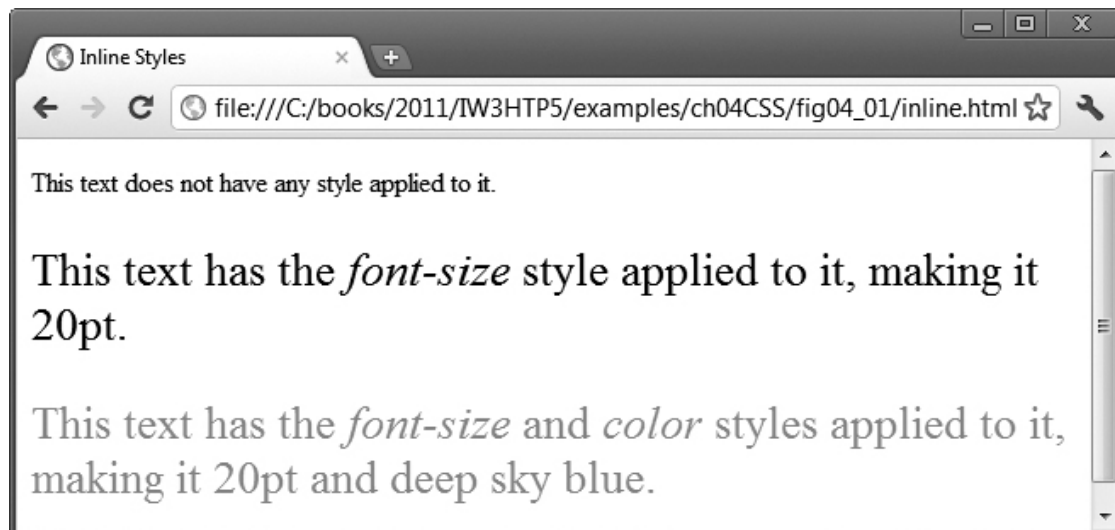 Inline Styles
file:///C:/books/2011/IW3HTP5/examples/ch04CSS/fig04_01/inline.html
This text does not have any style applied to it.
This text has the font-size style applied to it, making it
20pt.
This text has the font-size and color styles applied to it,
making it 20pt and deep sky blue.